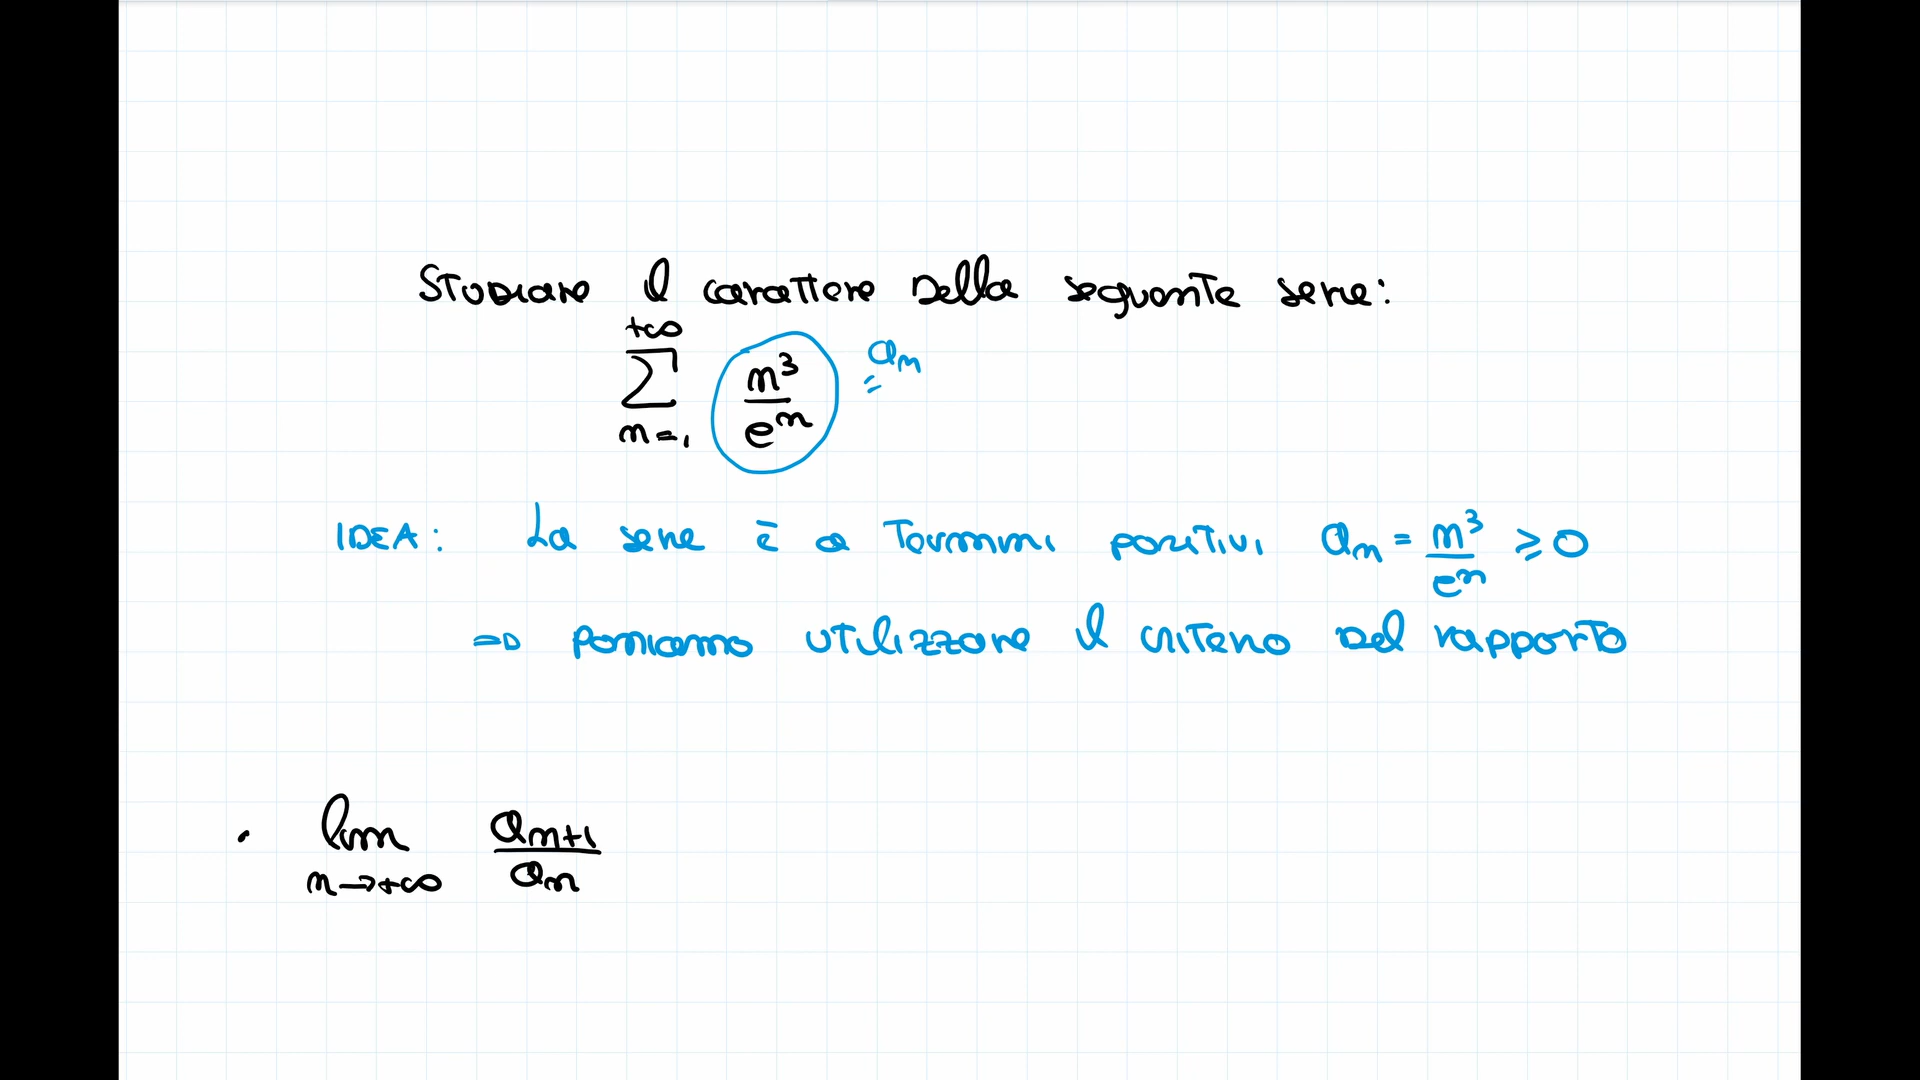 Studiare il carattere della seguente serie:
+∞
∑ n³/eⁿ = aₙ
n=1
IDEA: La serie è a termini positivi aₙ = n³/eⁿ ≥ 0
⇒ possiamo utilizzare il criterio del rapporto
• lim aₙ₊₁/aₙ
n→+∞